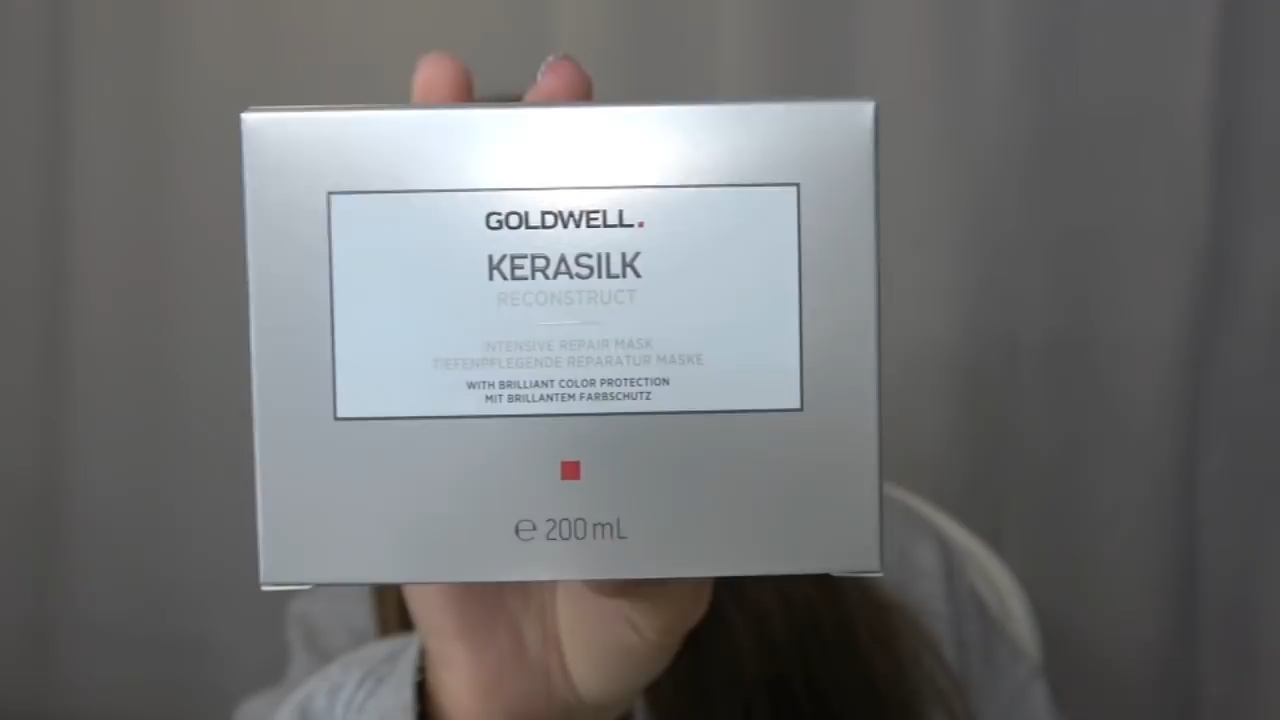 GOLDWELL.
KERASILK
RECONSTRUCT
INTENSIVE REPAIR MASK
TIEFENPFLEGENDE REPARATUR MASKE
WITH BRILLIANT COLOR PROTECTION
MIT BRILLANTEM FARBSCHUTZ
℮ 200 mL